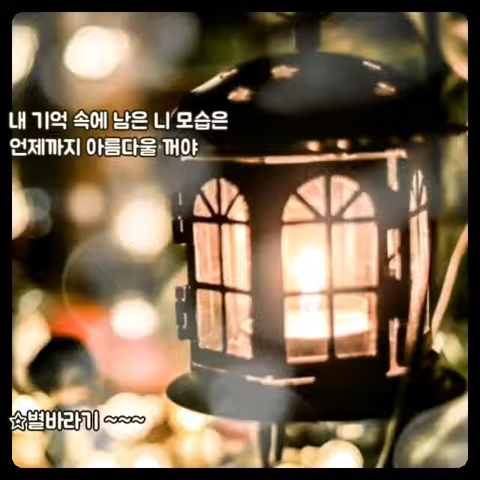 내 기억 속에 남은 니 모습은
언제까지 아름다울 꺼야
☆별바라기 ~~~